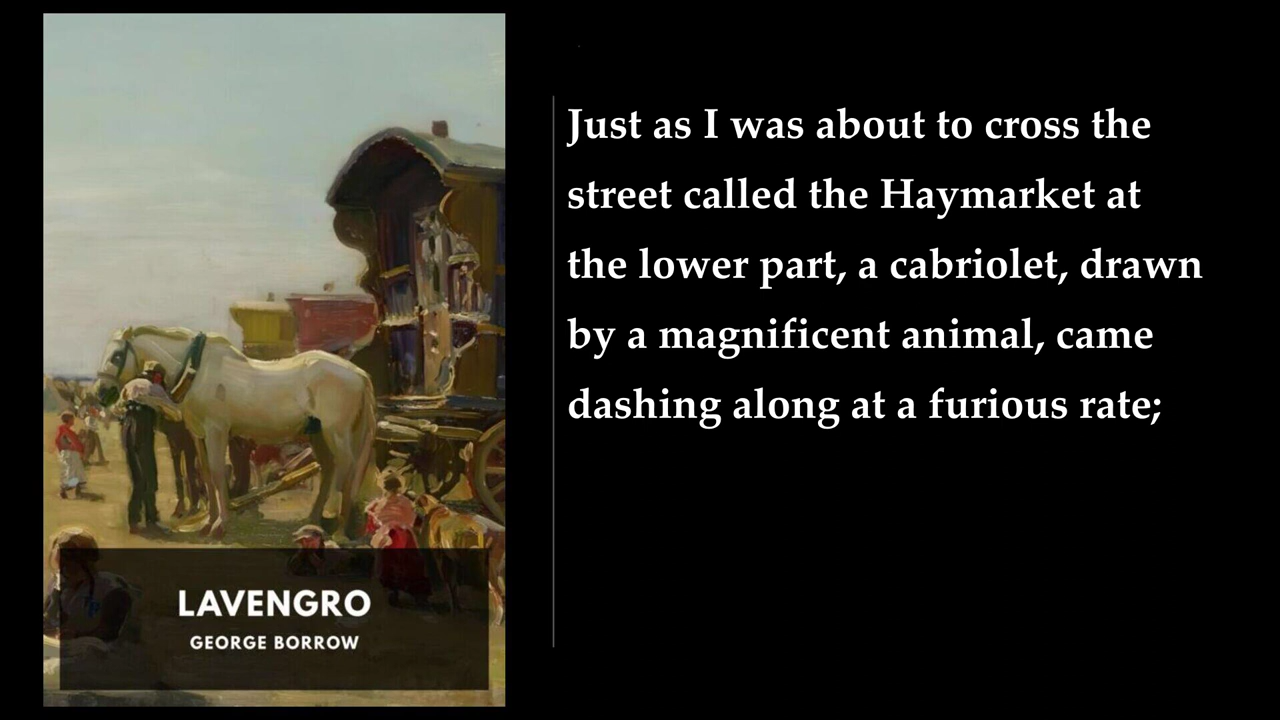 LAVENGRO
GEORGE BORROW
Just as I was about to cross the
street called the Haymarket at
the lower part, a cabriolet, drawn
by a magnificent animal, came
dashing along at a furious rate;